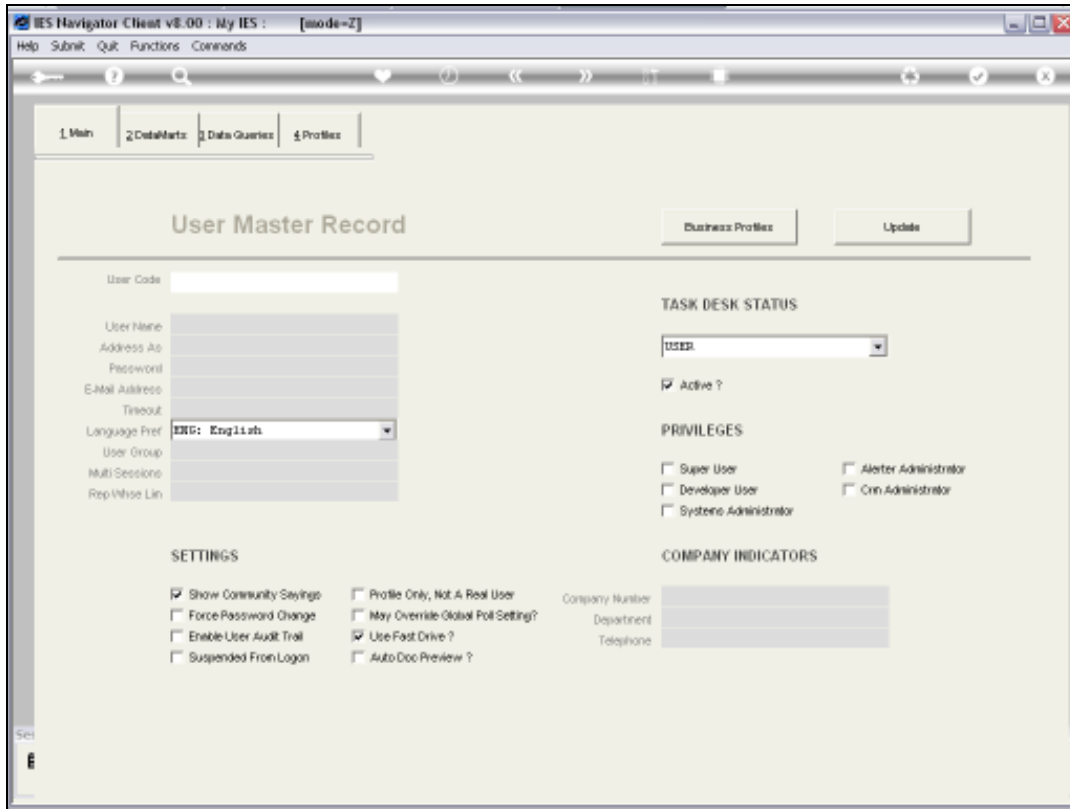 IES Navigator Client v8.00 : My IES : [mode=Z]
Help Submit Quit Functions Commands
1 Main 2 DataMarts 3 Data Queries 4 Profiles
User Master Record
Business Profiles Update
User Code
TASK DESK STATUS
User Name
Address As
USER
Password
E-Mail Address
Active ?
Timeout
Language Pref ENG: English
PRIVILEGES
User Group
Multi Sessions
Super User Alerter Administrator
Rep Whse Lim
Developer User Crm Administrator
Systems Administrator
SETTINGS
COMPANY INDICATORS
Show Community Sayings Profile Only, Not A Real User
Company Number
Force Password Change May Override Global Poll Setting?
Department
Enable User Audit Trail Use Fast Drive ?
Telephone
Suspended From Logon Auto Doc Preview ?